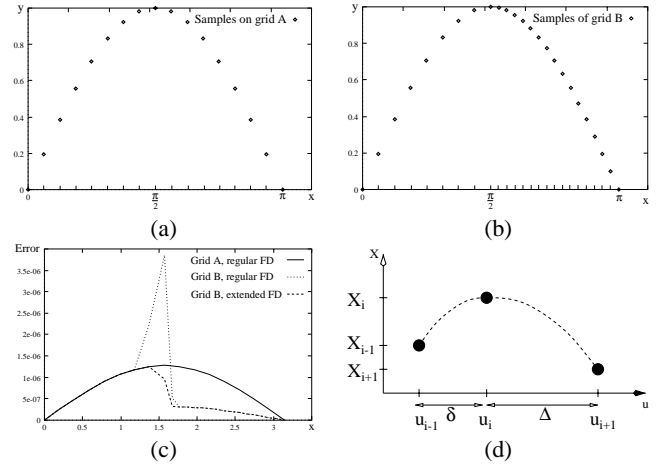 y
Samples on grid A
1
0.8
0.6
0.4
0.2
0
0
π/2
π
x
(a)
y
Samples of grid B
1
0.8
0.6
0.4
0.2
0
0
π/2
π
x
(b)
Error
Grid A, regular FD
Grid B, regular FD
Grid B, extended FD
3.5e-06
3e-06
2.5e-06
2e-06
1.5e-06
1e-06
5e-07
0
0
0.5
1
1.5
2
2.5
3
x
(c)
X
X_i
X_{i-1}
X_{i+1}
δ
Δ
u
u_{i-1}
u_i
u_{i+1}
(d)